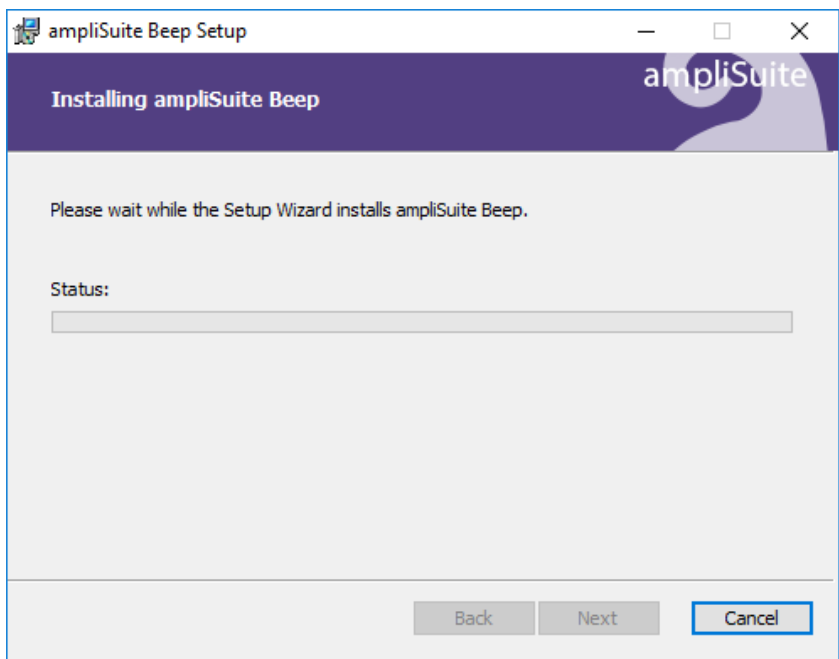 ampliSuite Beep Setup
ampliSuite
Installing ampliSuite Beep
Please wait while the Setup Wizard installs ampliSuite Beep.
Status:
Back Next Cancel